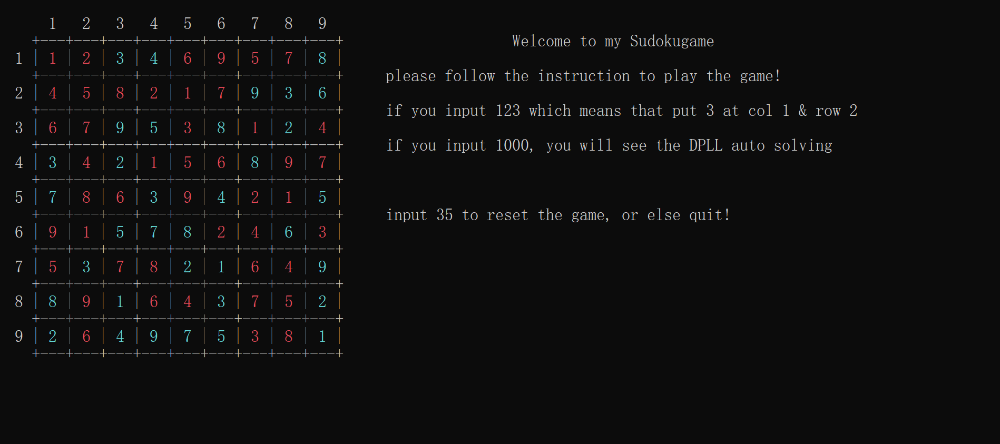 1 2 3 4 5 6 7 8 9
Welcome to my Sudokugame
1 | 1 | 2 | 3 | 4 | 6 | 9 | 5 | 7 | 8 |
please follow the instruction to play the game!
2 | 4 | 5 | 8 | 2 | 1 | 7 | 9 | 3 | 6 |
if you input 123 which means that put 3 at col 1 & row 2
3 | 6 | 7 | 9 | 5 | 3 | 8 | 1 | 2 | 4 |
if you input 1000, you will see the DPLL auto solving
4 | 3 | 4 | 2 | 1 | 5 | 6 | 8 | 9 | 7 |
5 | 7 | 8 | 6 | 3 | 9 | 4 | 2 | 1 | 5 |
input 35 to reset the game, or else quit!
6 | 9 | 1 | 5 | 7 | 8 | 2 | 4 | 6 | 3 |
7 | 5 | 3 | 7 | 8 | 2 | 1 | 6 | 4 | 9 |
8 | 8 | 9 | 1 | 6 | 4 | 3 | 7 | 5 | 2 |
9 | 2 | 6 | 4 | 9 | 7 | 5 | 3 | 8 | 1 |